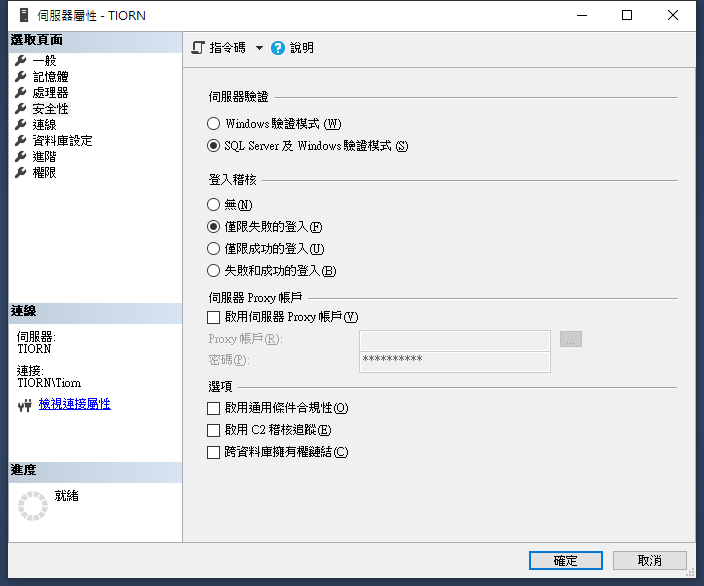 伺服器屬性 - TIORN
選取頁面
一般
記憶體
處理器
安全性
連線
資料庫設定
進階
權限
連線
伺服器:
TIORN
連接:
TIORN\Tiorn
檢視連接屬性
進度
就緒
指令碼 說明
伺服器驗證
Windows 驗證模式 (W)
SQL Server 及 Windows 驗證模式 (S)
登入稽核
無(N)
僅限失敗的登入(F)
僅限成功的登入(U)
失敗和成功的登入(B)
伺服器 Proxy 帳戶
啟用伺服器 Proxy 帳戶(Y)
Proxy 帳戶(R):
...
密碼(P):
**********
選項
啟用通用條件合規性(O)
啟用 C2 稽核追蹤(E)
跨資料庫擁有權鏈結(C)
確定 取消